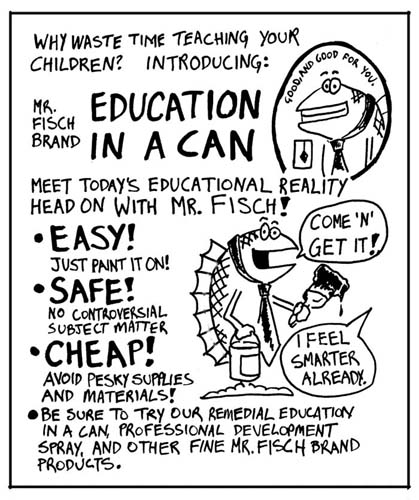 WHY WASTE TIME TEACHING YOUR
CHILDREN? INTRODUCING:
GOOD, AND GOOD FOR YOU.
MR.
FISCH
BRAND
EDUCATION
IN A CAN
MEET TODAY'S EDUCATIONAL REALITY
HEAD ON WITH MR. FISCH!
COME 'N'
GET IT!
• EASY!
JUST PAINT IT ON!
• SAFE!
NO CONTROVERSIAL
SUBJECT MATTER
• CHEAP!
AVOID PESKY SUPPLIES
AND MATERIALS!
I FEEL
SMARTER
ALREADY.
• BE SURE TO TRY OUR REMEDIAL EDUCATION
IN A CAN, PROFESSIONAL DEVELOPMENT
SPRAY, AND OTHER FINE MR. FISCH BRAND
PRODUCTS.